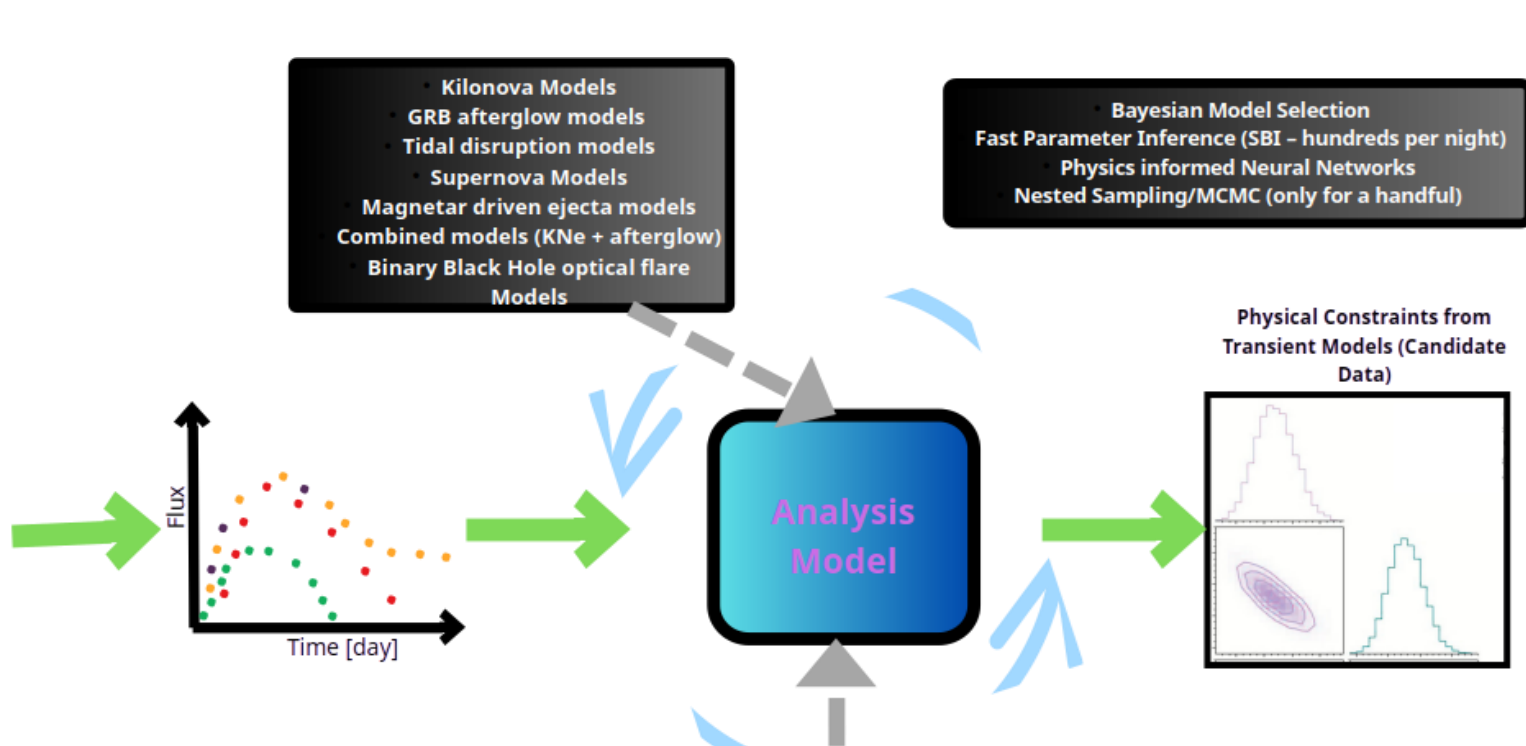 • Kilonova Models
• GRB afterglow models
• Tidal disruption models
• Supernova Models
• Magnetar driven ejecta models
• Combined models (KNe + afterglow)
• Binary Black Hole optical flare
Models
• Bayesian Model Selection
Fast Parameter Inference (SBI – hundreds per night)
• Physics informed Neural Networks
• Nested Sampling/MCMC (only for a handful)
Physical Constraints from
Transient Models (Candidate
Data)
Flux
Time [day]
Analysis
Model